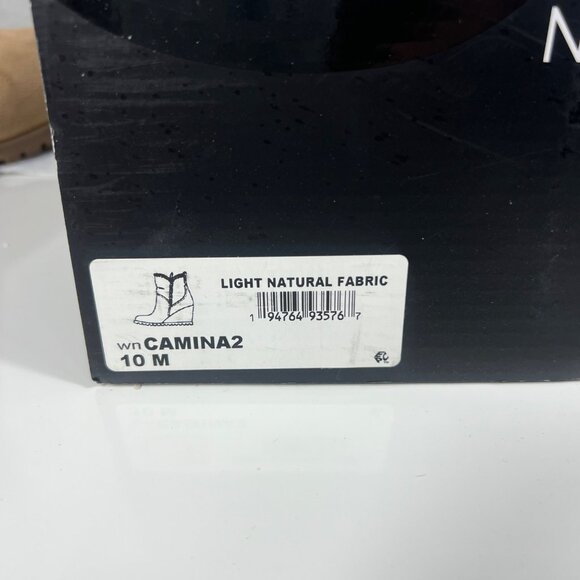 N
LIGHT NATURAL FABRIC
1 94764 93576 7
wn CAMINA2
10 M